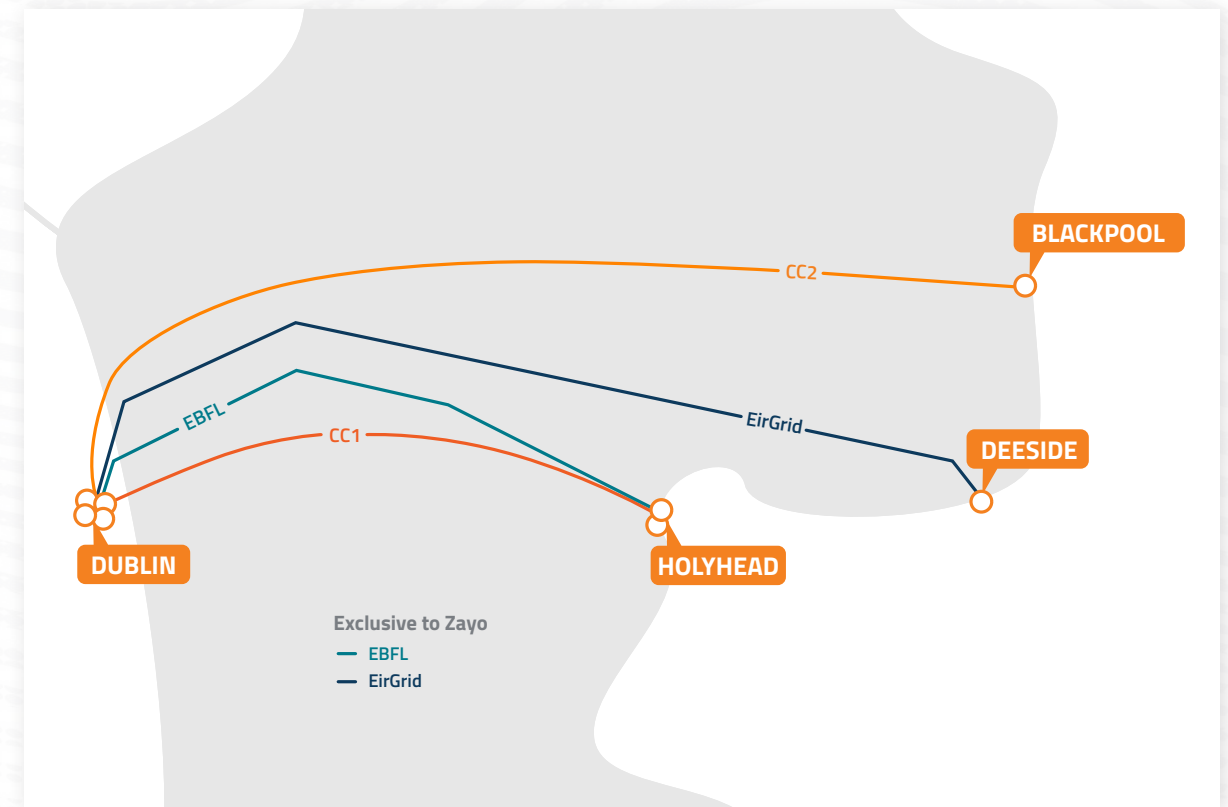 BLACKPOOL
CC2
EBFL
EirGrid
CC1
DEESIDE
DUBLIN
HOLYHEAD
Exclusive to Zayo
EBFL
EirGrid